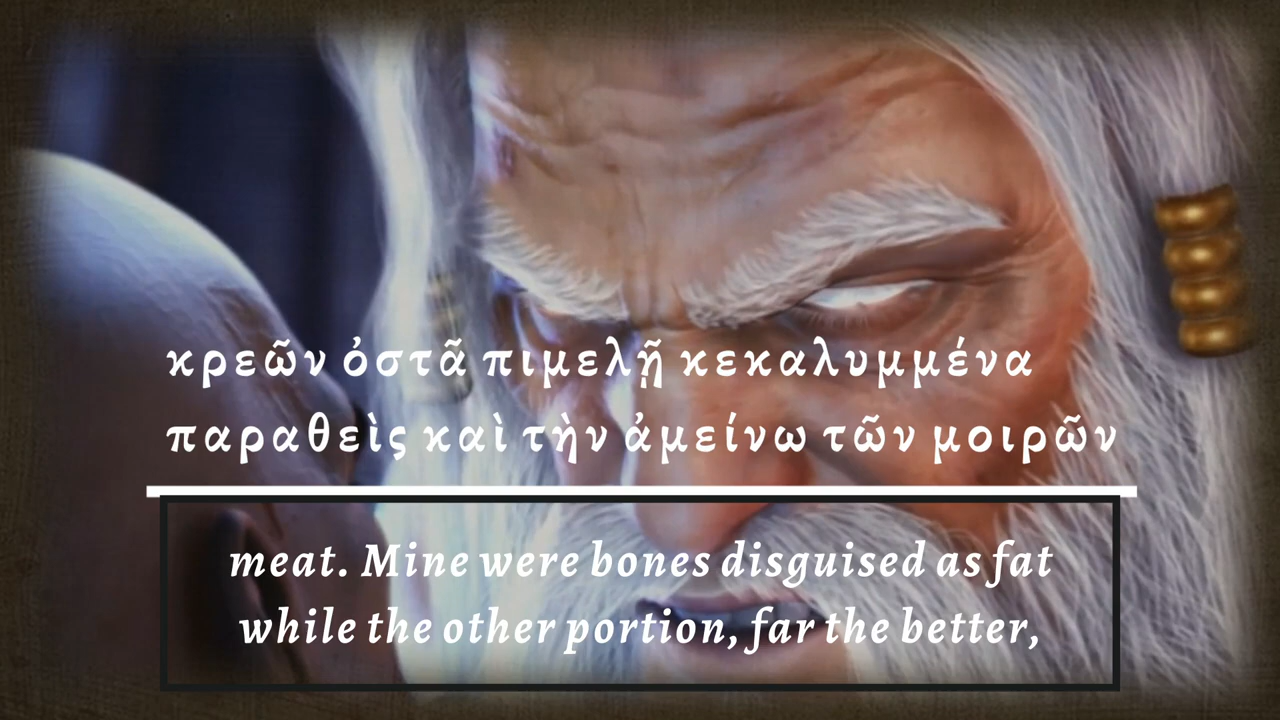 κρεῶν ὀστᾶ πιμελῇ κεκαλυμμένα
παραθεὶς καὶ τὴν ἀμείνω τῶν μοιρῶν
meat. Mine were bones disguised as fat
while the other portion, far the better,